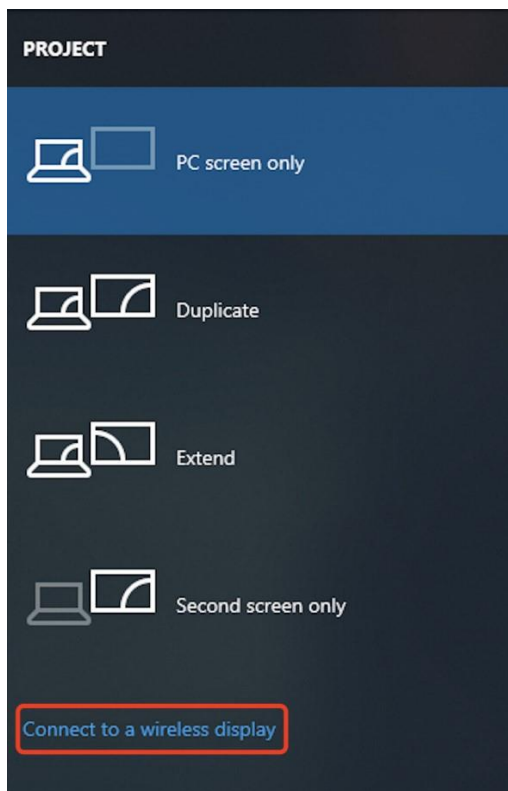 PROJECT
PC screen only
Duplicate
Extend
Second screen only
Connect to a wireless display